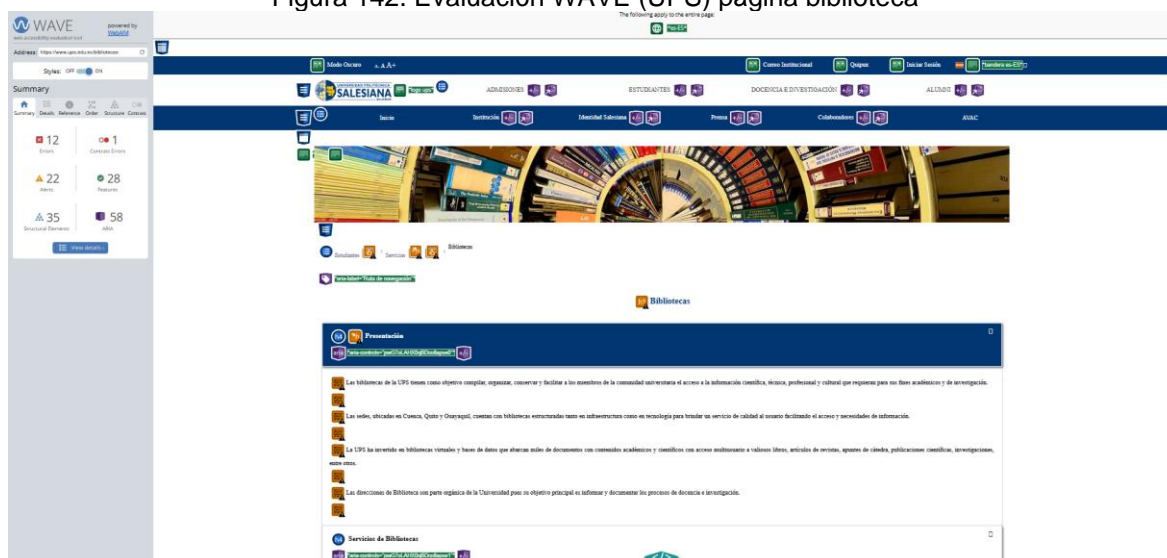 Figura 142. Evaluación WAVE (UPS) página biblioteca
The following apply to the entire page:
"es-ES"
WAVE
web accessibility evaluation tool
powered by
WebAIM
Address: https://www.ups.edu.ec/bibliotecas
Styles: OFF ON
Summary
Summary Details Reference Order Structure Contrast
12 Errors
1 Contrast Errors
22 Alerts
28 Features
35 Structural Elements
58 ARIA
View details ›
Modo Oscuro A A A+ Correo Institucional Quipux Iniciar Sesión "bandera es-ES"
UNIVERSIDAD POLITÉCNICA
SALESIANA
"logo ups" ADMISIONES ESTUDIANTES DOCENCIA E INVESTIGACIÓN ALUMNI
Inicio Institución Identidad Salesiana Prensa Colaboradores AVAC
Estudiantes Servicios Bibliotecas
"aria-label="Ruta de navegación"
Bibliotecas
Presentación
Las bibliotecas de la UPS tienen como objetivo compilar, organizar, conservar y facilitar a los miembros de la comunidad universitaria el acceso a la información científica, técnica, profesional y cultural que requieran para sus fines académicos y de investigación.
Las sedes, ubicadas en Cuenca, Quito y Guayaquil, cuentan con bibliotecas estructuradas tanto en infraestructura como en tecnología para brindar un servicio de calidad al usuario facilitando el acceso y necesidades de información.
La UPS ha invertido en bibliotecas virtuales y bases de datos que abarcan miles de documentos con contenidos académicos y científicos con acceso multiusuario a valiosos libros, artículos de revistas, apuntes de cátedra, publicaciones científicas, investigaciones,
entre otros.
Las direcciones de Biblioteca son parte orgánica de la Universidad pues su objetivo principal es informar y documentar los procesos de docencia e investigación.
Servicios de Bibliotecas